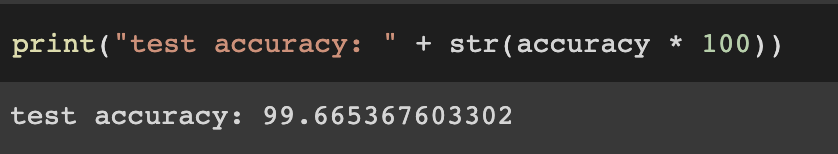 print("test accuracy: " + str(accuracy * 100))
test accuracy: 99.665367603302